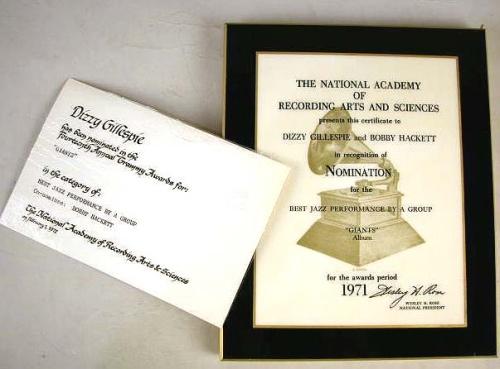 Dizzy Gillespie
has been nominated in the
Fourteenth Annual Grammy Awards for:
"GIANTS"
in the category of:
BEST JAZZ PERFORMANCE BY A GROUP
BOBBY HACKETT
The National Academy of Recording Arts & Sciences
THE NATIONAL ACADEMY
OF
RECORDING ARTS AND SCIENCES
presents this certificate to
DIZZY GILLESPIE and BOBBY HACKETT
in recognition of
NOMINATION
for the
BEST JAZZ PERFORMANCE BY A GROUP
"GIANTS"
Album
for the awards period
1971
Wesley H. Rose
WESLEY H. ROSE
NATIONAL PRESIDENT